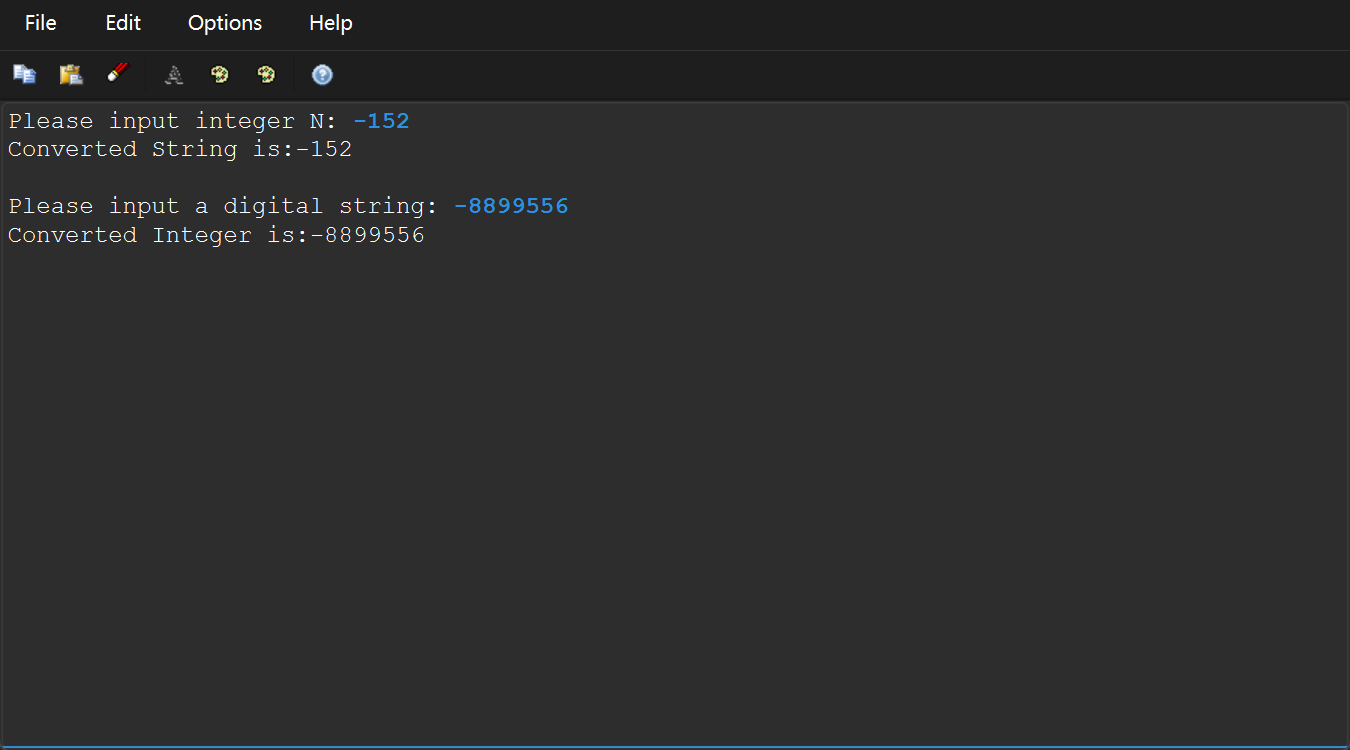 File Edit Options Help
Please input integer N: -152
Converted String is:-152
Please input a digital string: -8899556
Converted Integer is:-8899556